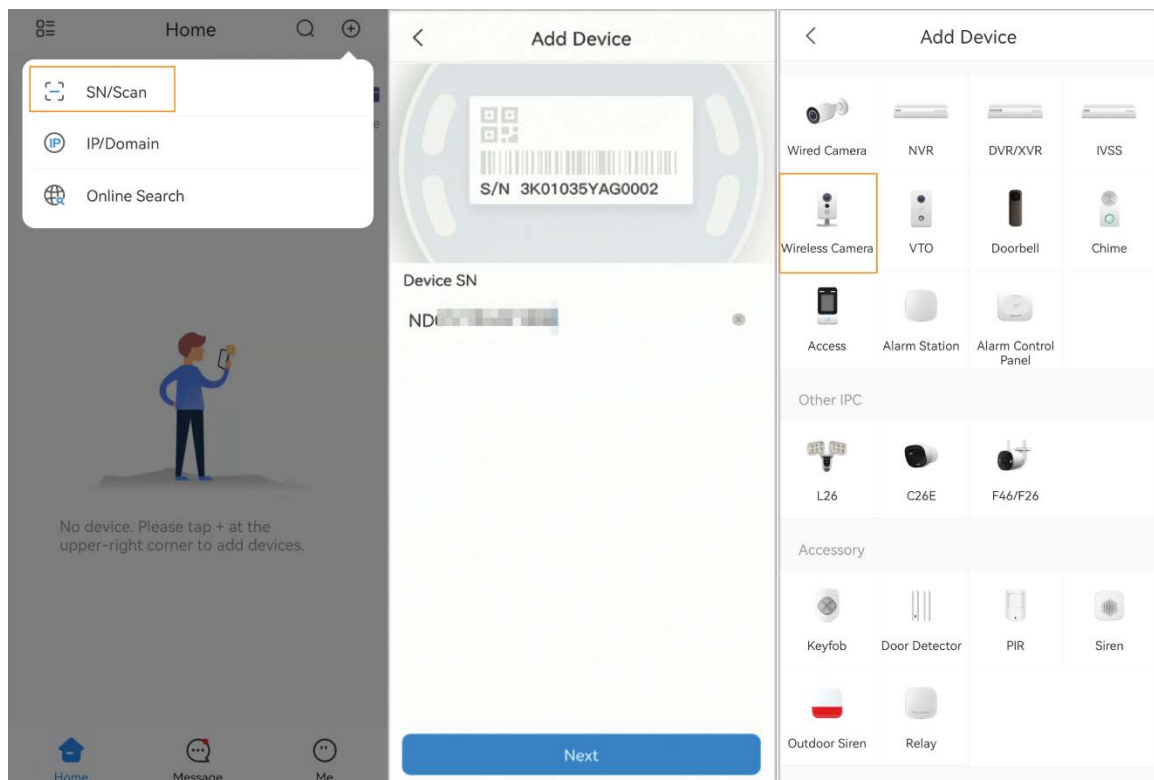 Home
SN/Scan
IP/Domain
IP
Online Search
No device. Please tap + at the
upper-right corner to add devices.
Home
Message
Me
Add Device
S/N 3K01035YAG0002
Device SN
Next
Add Device
Wired Camera
NVR
DVR/XVR
IVSS
Wireless Camera
VTO
Doorbell
Chime
Access
Alarm Station
Alarm Control
Panel
Other IPC
L26
C26E
F46/F26
Accessory
Keyfob
Door Detector
PIR
Siren
Outdoor Siren
Relay